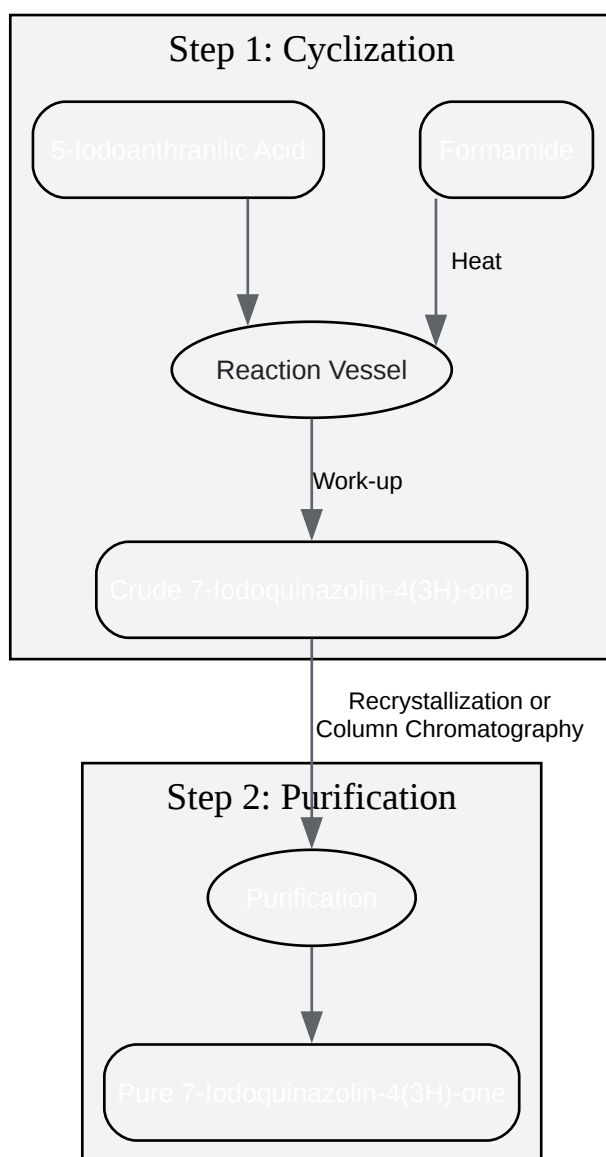 Step 1: Cyclization
5-Iodoanthranilic Acid
Formamide
Heat
Reaction Vessel
Work-up
Crude 7-Iodoquinazolin-4(3H)-one
Recrystallization or
Column Chromatography
Step 2: Purification
Purification
Pure 7-Iodoquinazolin-4(3H)-one